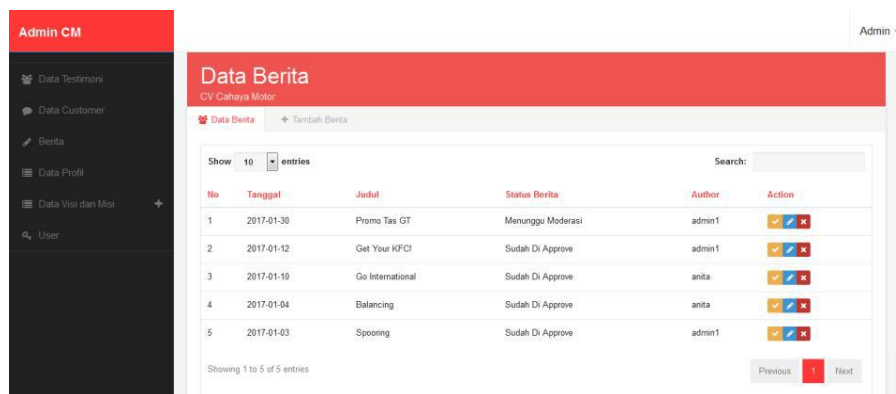 Admin CM
Admin
Data Testimoni
Data Customer
Berita
Data Profil
Data Visi dan Misi
User
Data Berita
CV Cahaya Motor
Data Berita Tambah Berita
Show 10 entries Search:
No Tanggal Judul Status Berita Author Action
1 2017-01-30 Promo Tas GT Menunggu Moderasi admin1
2 2017-01-12 Get Your KFC! Sudah Di Approve admin1
3 2017-01-10 Go International Sudah Di Approve anita
4 2017-01-04 Balancing Sudah Di Approve anita
5 2017-01-03 Spooring Sudah Di Approve admin1
Showing 1 to 5 of 5 entries Previous 1 Next